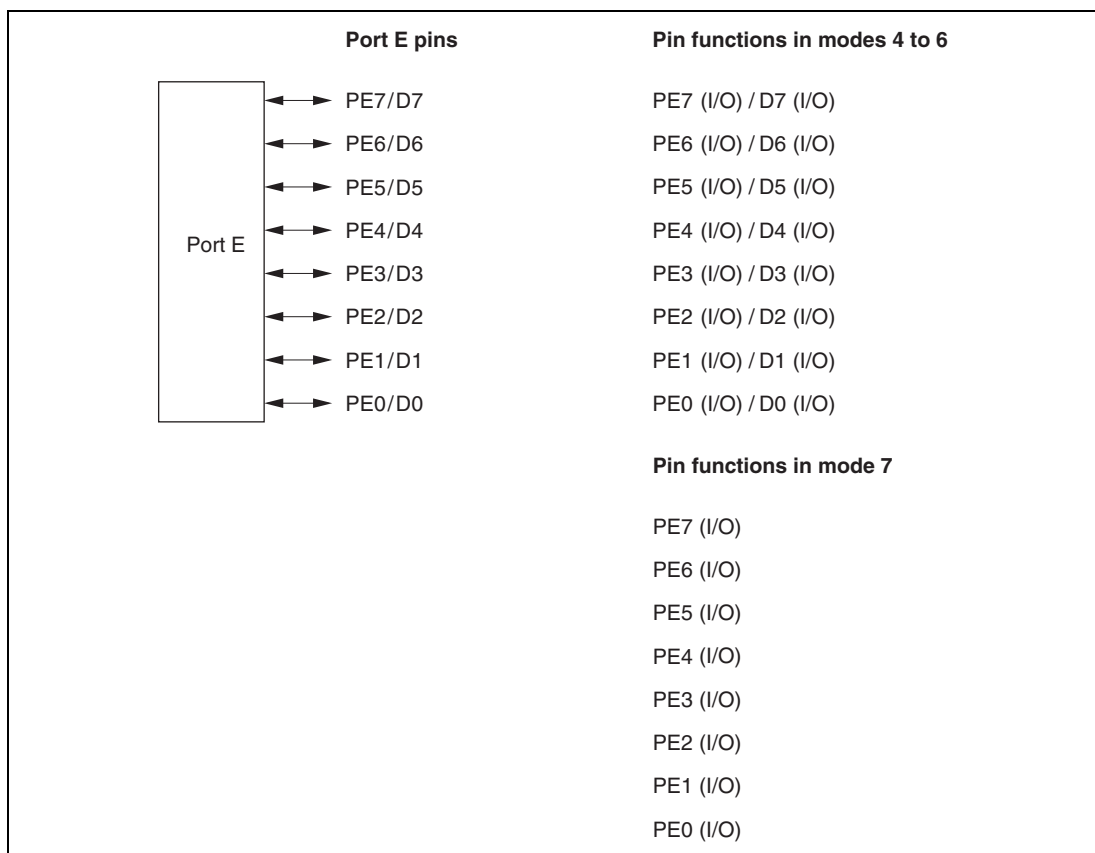 Port E pins Pin functions in modes 4 to 6
PE7/D7 PE7 (I/O) / D7 (I/O)
PE6/D6 PE6 (I/O) / D6 (I/O)
PE5/D5 PE5 (I/O) / D5 (I/O)
PE4/D4 PE4 (I/O) / D4 (I/O)
Port E
PE3/D3 PE3 (I/O) / D3 (I/O)
PE2/D2 PE2 (I/O) / D2 (I/O)
PE1/D1 PE1 (I/O) / D1 (I/O)
PE0/D0 PE0 (I/O) / D0 (I/O)
Pin functions in mode 7
PE7 (I/O)
PE6 (I/O)
PE5 (I/O)
PE4 (I/O)
PE3 (I/O)
PE2 (I/O)
PE1 (I/O)
PE0 (I/O)